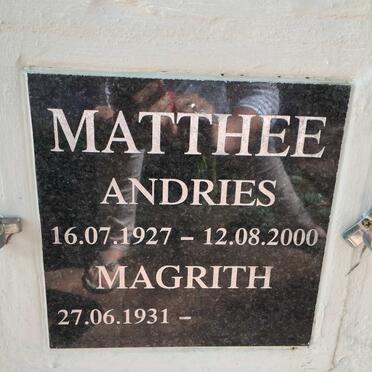 MATTHEE
ANDRIES
16.07.1927 – 12.08.2000
MAGRITH
27.06.1931 –